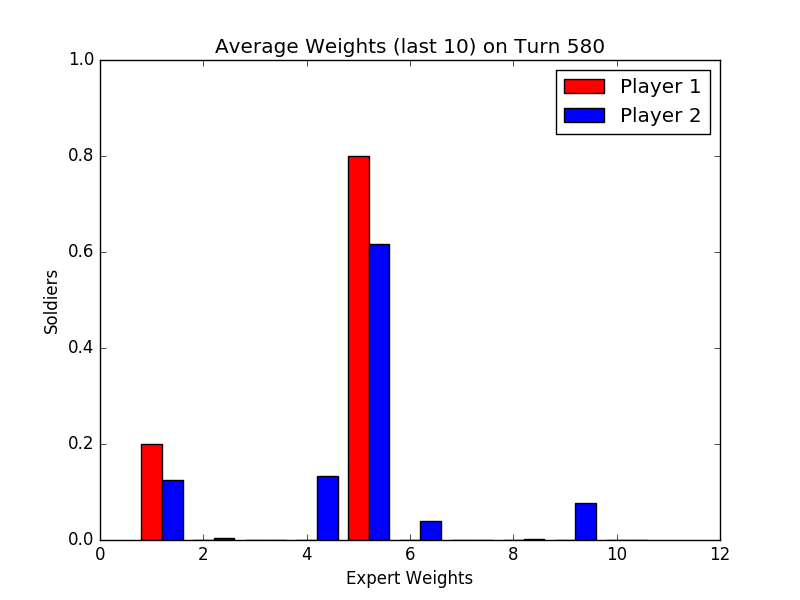 Average Weights (last 10) on Turn 580
1.0
0.8
0.6
0.4
0.2
0.0
Soldiers
Player 1
Player 2
0 2 4 6 8 10 12
Expert Weights